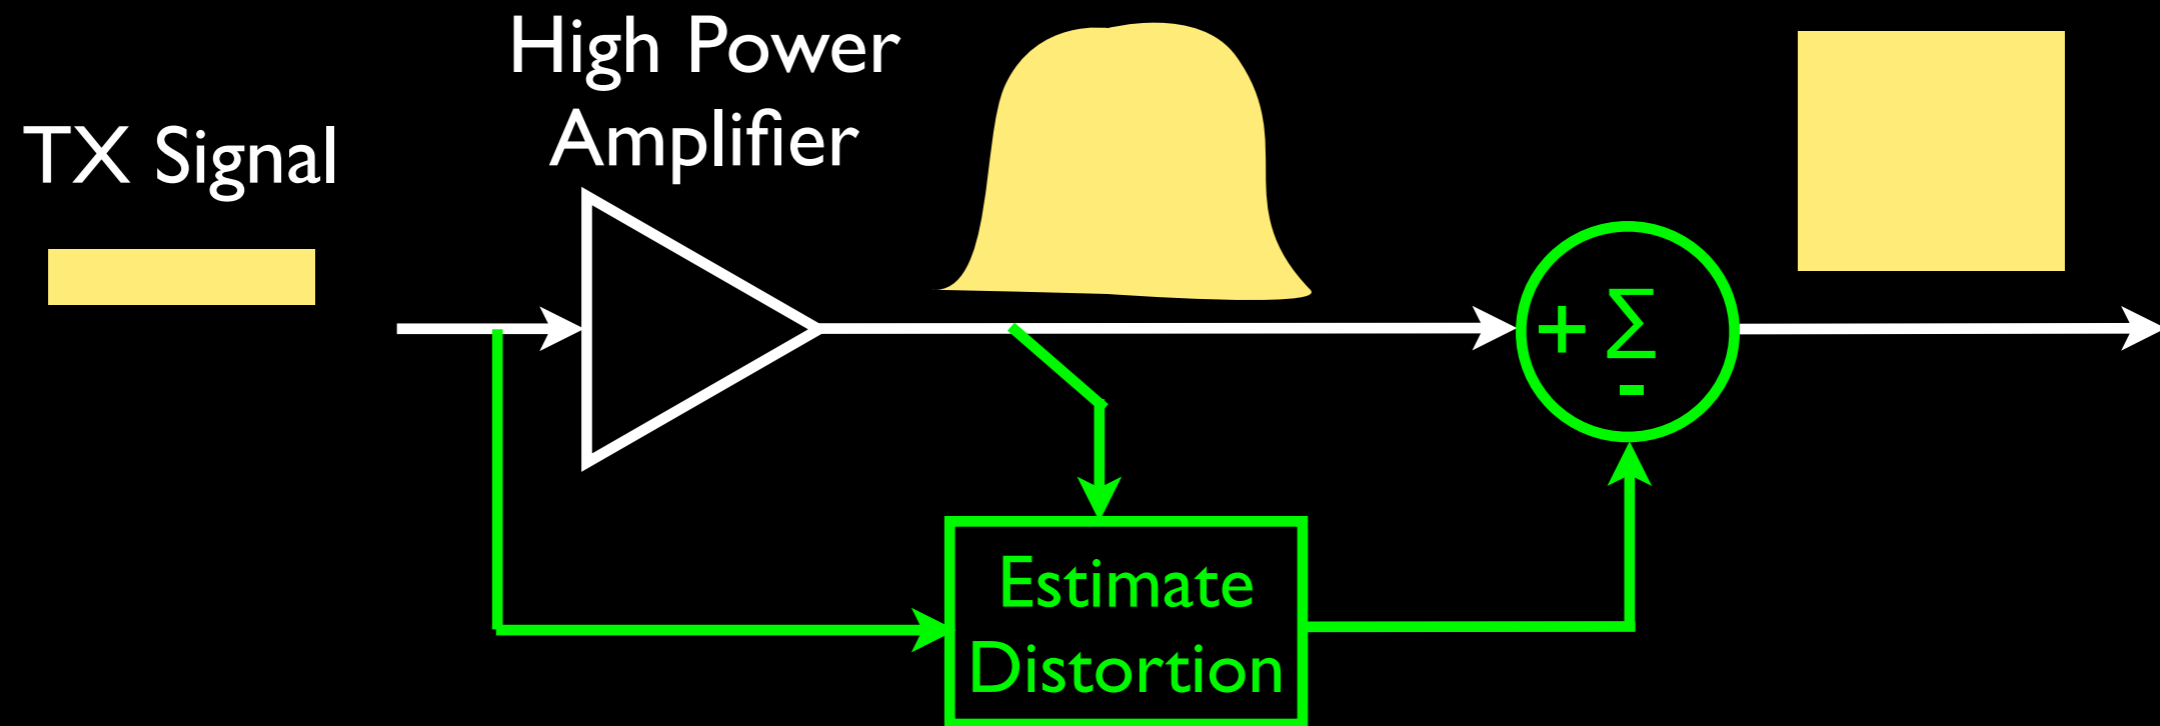 High Power
Amplifier
TX Signal
+ Σ
-
Estimate
Distortion